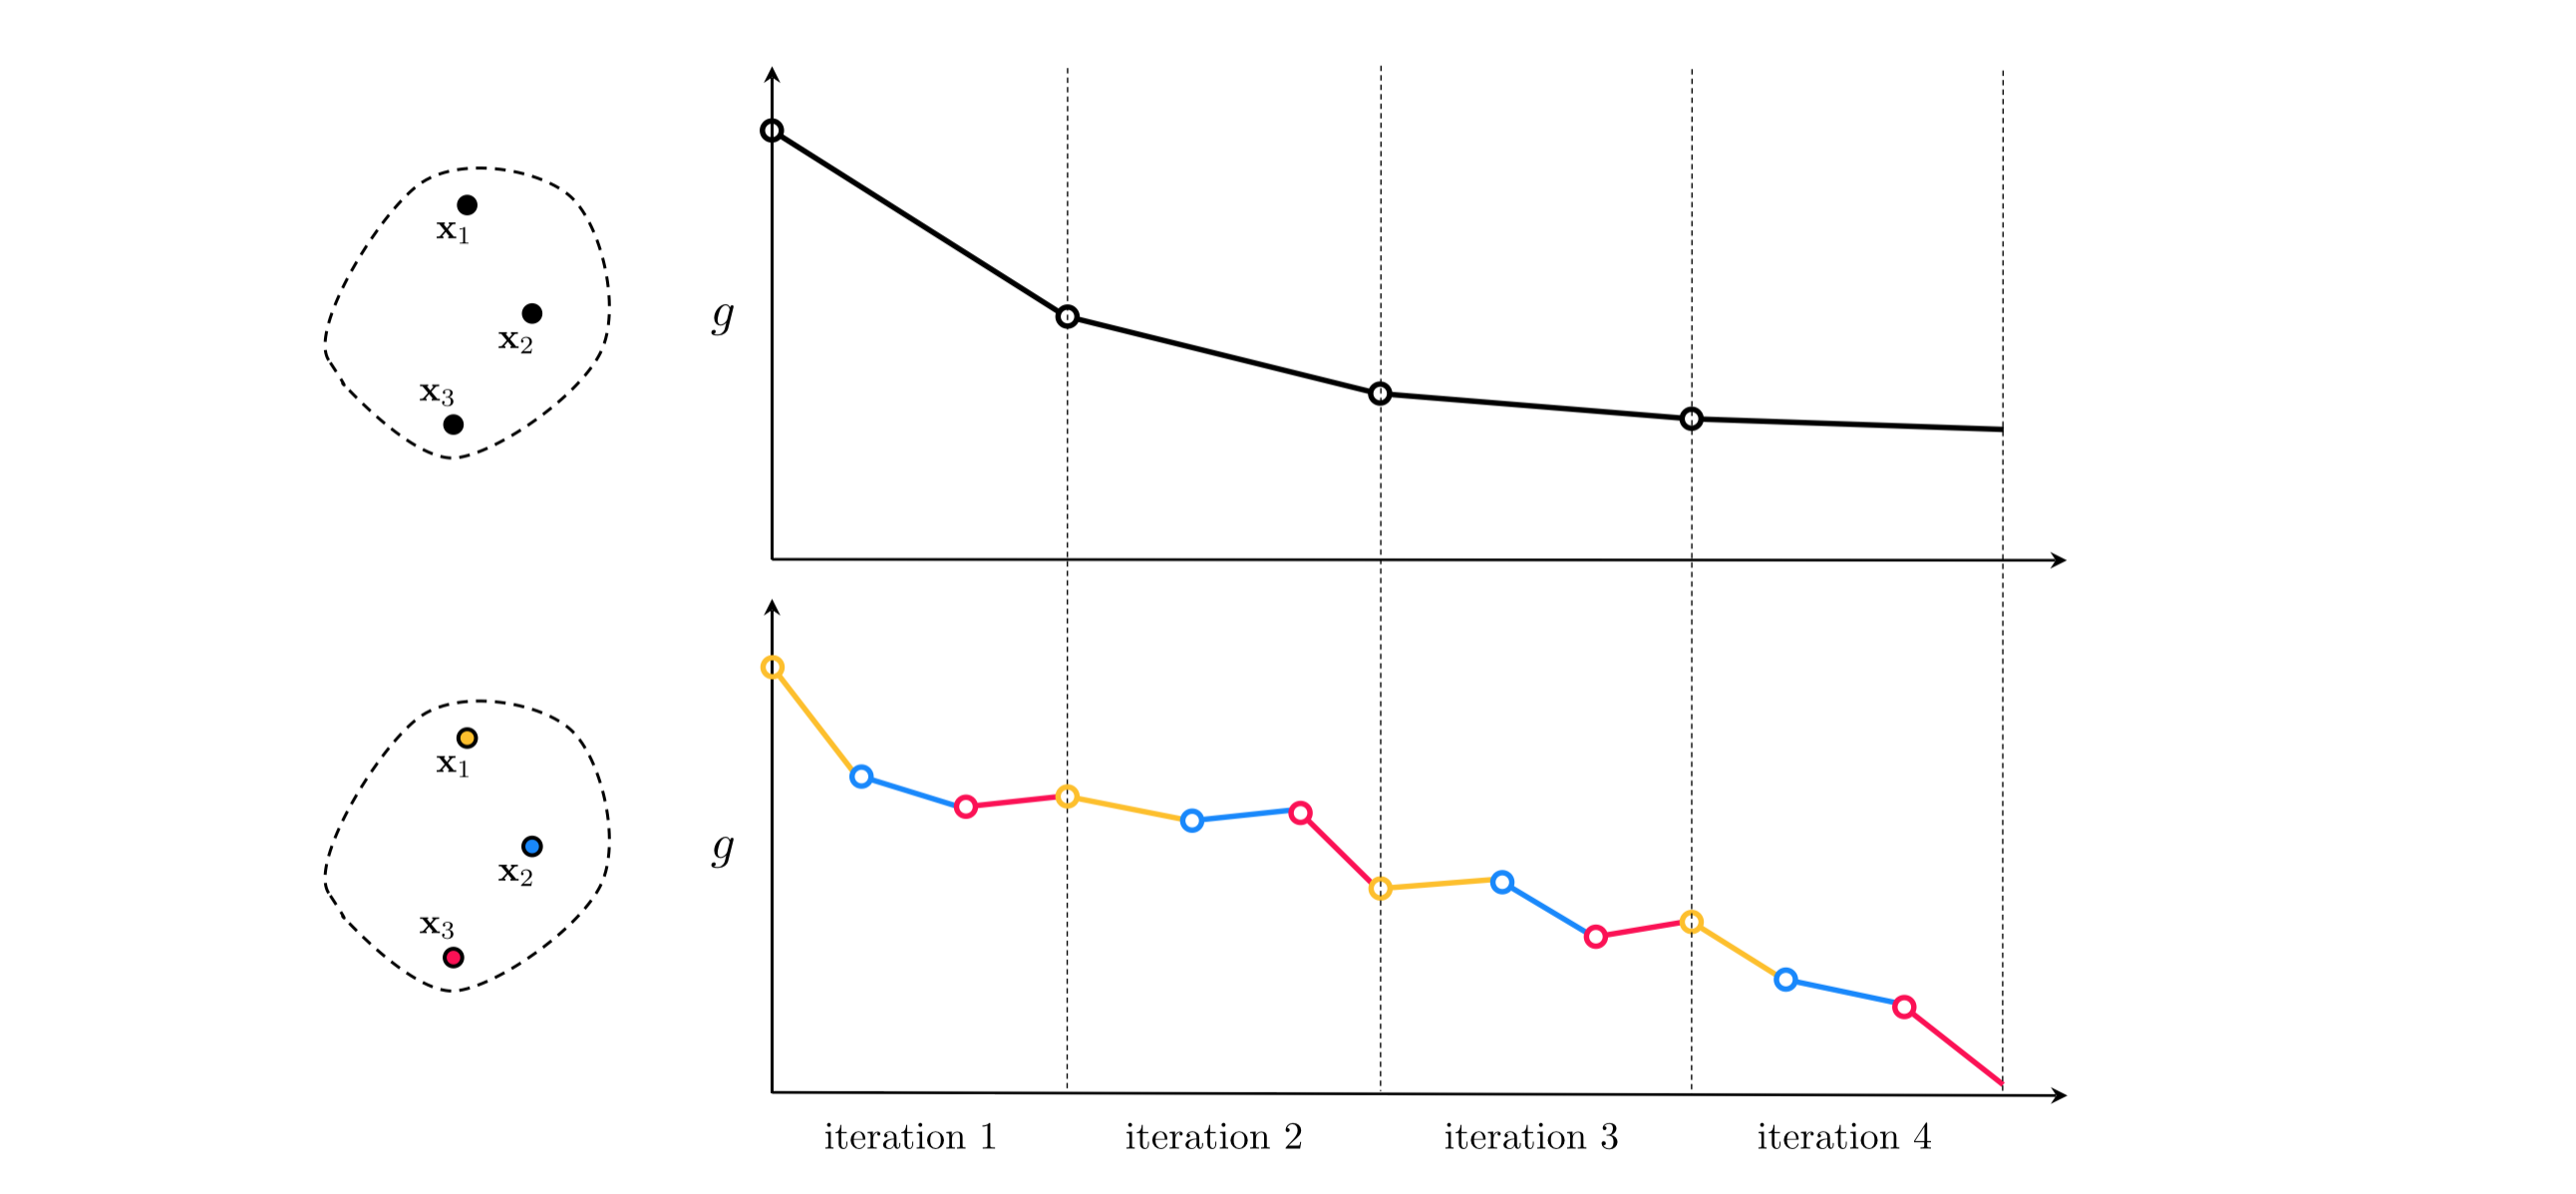 x₁
x₂
x₃
g
x₁
x₂
x₃
g
iteration 1 iteration 2 iteration 3 iteration 4